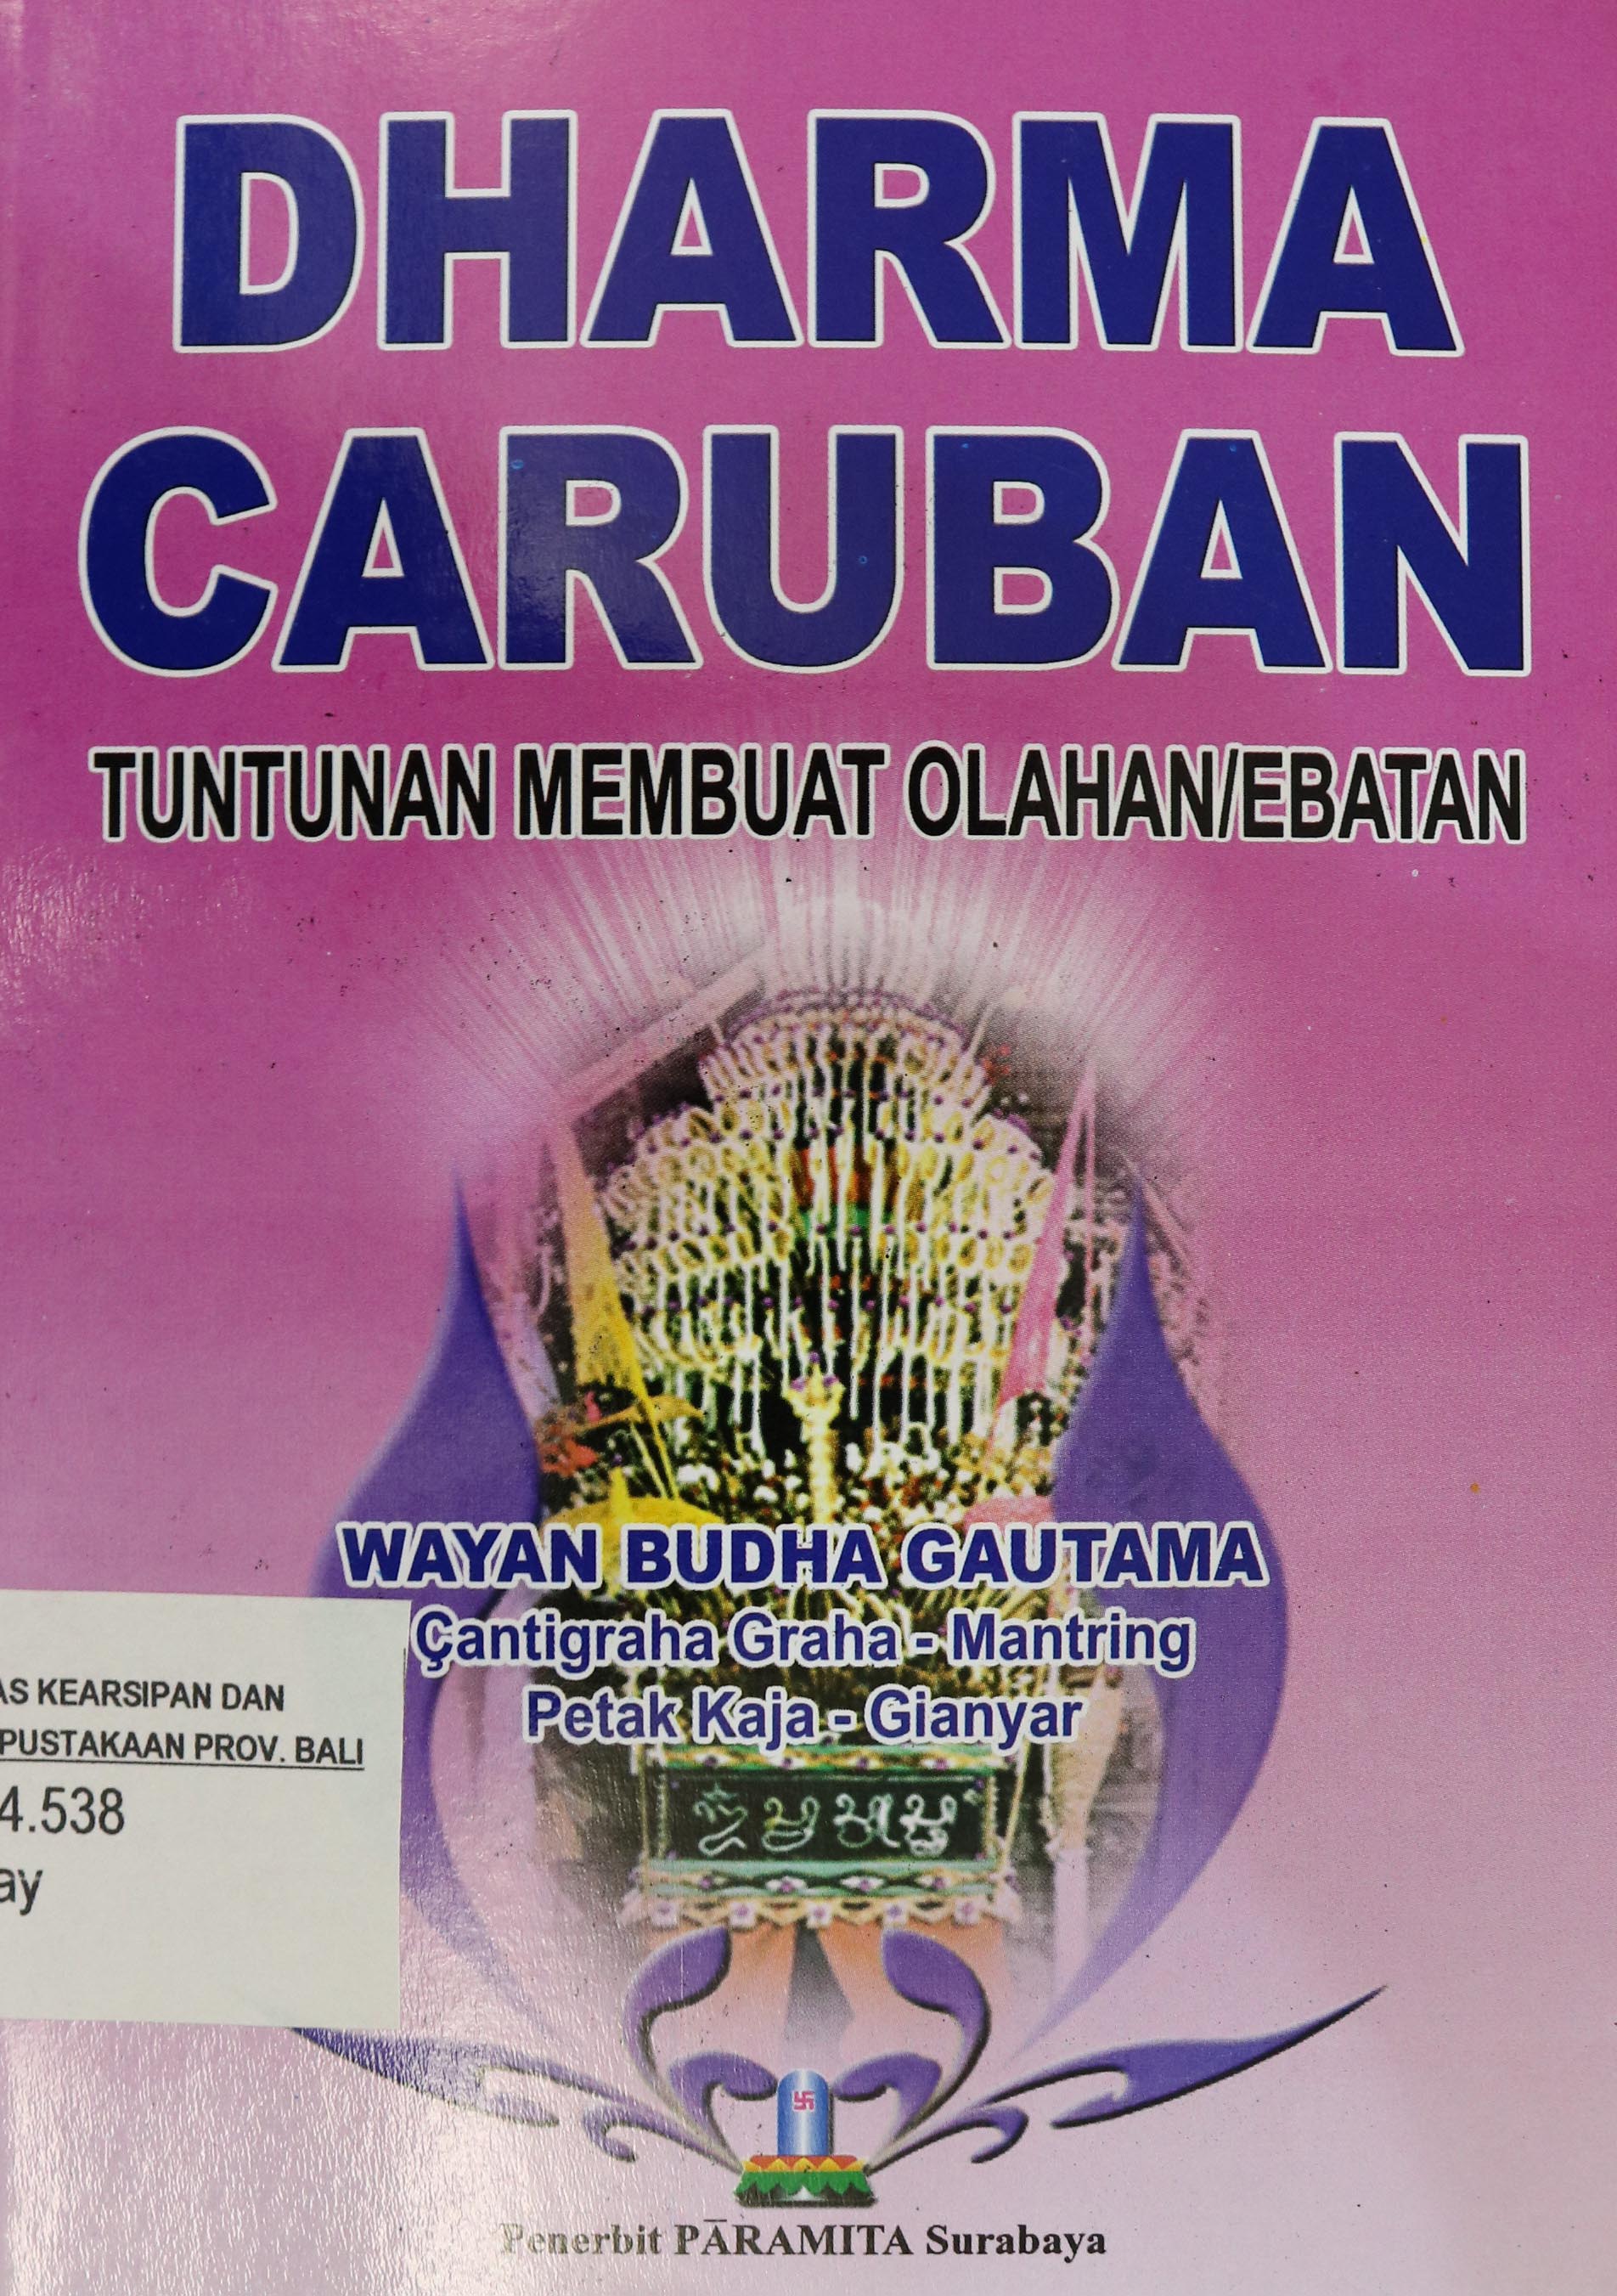 DHARMA
CARUBAN
TUNTUNAN MEMBUAT OLAHAN/EBATAN
WAYAN BUDHA GAUTAMA
Çantigraha Graha - Mantring
Petak Kaja - Gianyar
AS KEARSIPAN DAN
PUSTAKAAN PROV. BALI
4.538
ay
Penerbit PĀRAMITA Surabaya